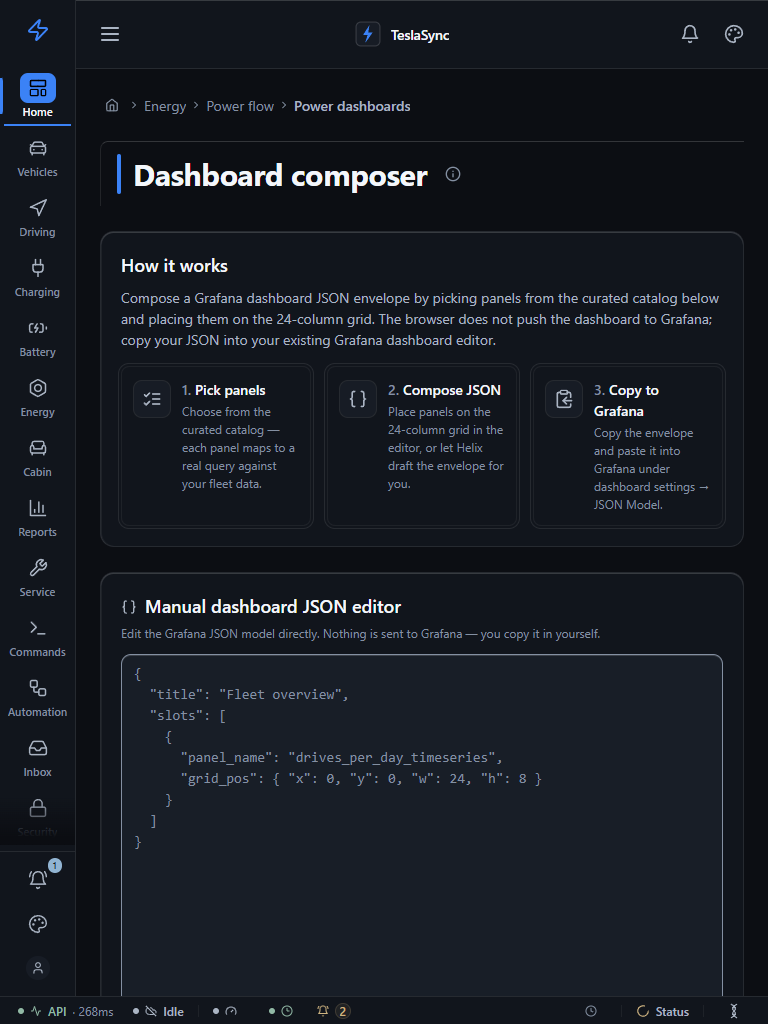 TeslaSync
Home
Vehicles
Driving
Charging
Battery
Energy
Cabin
Reports
Service
Commands
Automation
Inbox
Security
1
Energy > Power flow > Power dashboards
Dashboard composer
How it works
Compose a Grafana dashboard JSON envelope by picking panels from the curated catalog below
and placing them on the 24-column grid. The browser does not push the dashboard to Grafana;
copy your JSON into your existing Grafana dashboard editor.
1. Pick panels
Choose from the
curated catalog —
each panel maps to a
real query against
your fleet data.
2. Compose JSON
Place panels on the
24-column grid in the
editor, or let Helix
draft the envelope for
you.
3. Copy to
Grafana
Copy the envelope
and paste it into
Grafana under
dashboard settings →
JSON Model.
Manual dashboard JSON editor
Edit the Grafana JSON model directly. Nothing is sent to Grafana — you copy it in yourself.
{
"title": "Fleet overview",
"slots": [
{
"panel_name": "drives_per_day_timeseries",
"grid_pos": { "x": 0, "y": 0, "w": 24, "h": 8 }
}
]
}
API · 268ms
Idle
2
Status